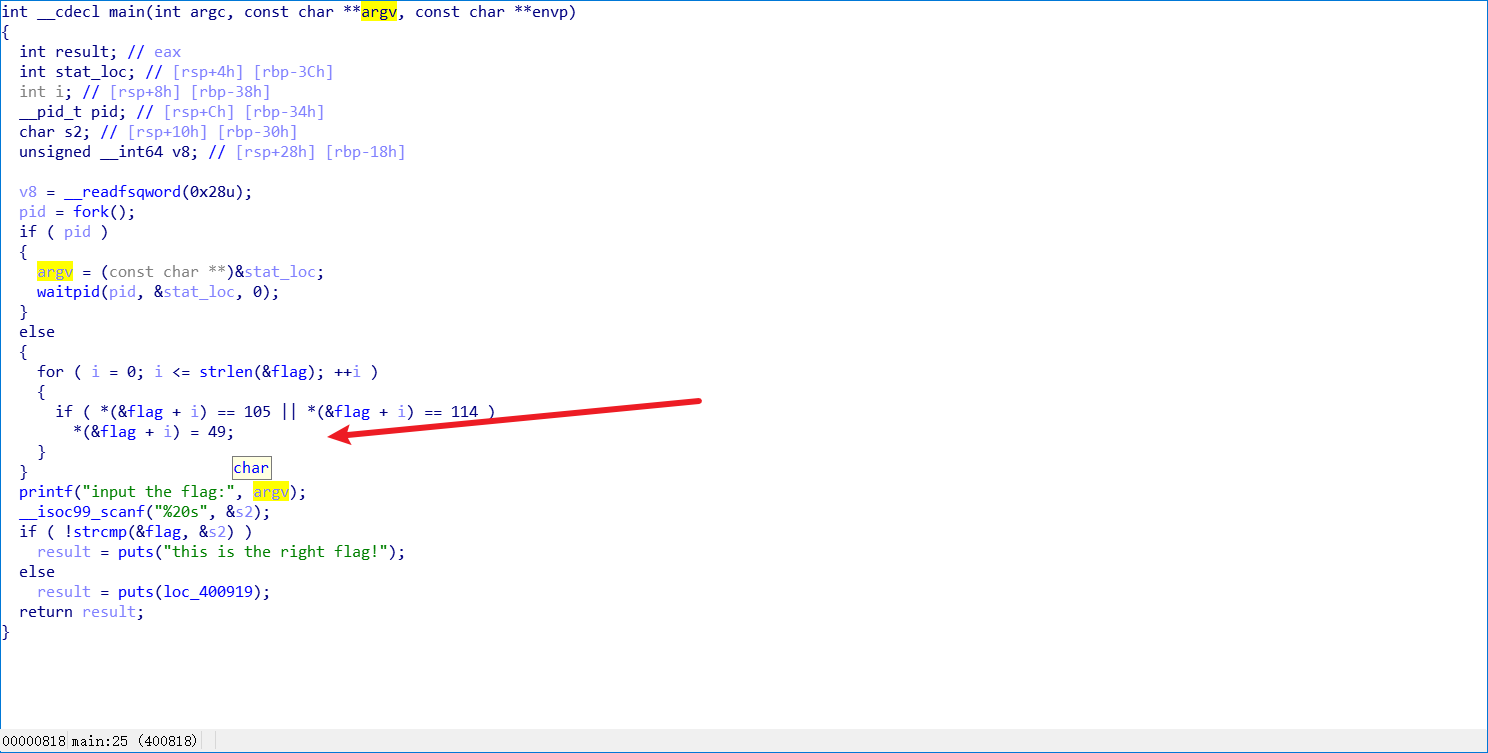 int __cdecl main(int argc, const char **argv, const char **envp)
{
  int result; // eax
  int stat_loc; // [rsp+4h] [rbp-3Ch]
  int i; // [rsp+8h] [rbp-38h]
  __pid_t pid; // [rsp+Ch] [rbp-34h]
  char s2; // [rsp+10h] [rbp-30h]
  unsigned __int64 v8; // [rsp+28h] [rbp-18h]

  v8 = __readfsqword(0x28u);
  pid = fork();
  if ( pid )
  {
    argv = (const char **)&stat_loc;
    waitpid(pid, &stat_loc, 0);
  }
  else
  {
    for ( i = 0; i <= strlen(&flag); ++i )
    {
      if ( *(&flag + i) == 105 || *(&flag + i) == 114 )
        *(&flag + i) = 49;
    }
char
  }
  printf("input the flag:", argv);
  __isoc99_scanf("%20s", &s2);
  if ( !strcmp(&flag, &s2) )
    result = puts("this is the right flag!");
  else
    result = puts(loc_400919);
  return result;
}
00000818 main:25 (400818)